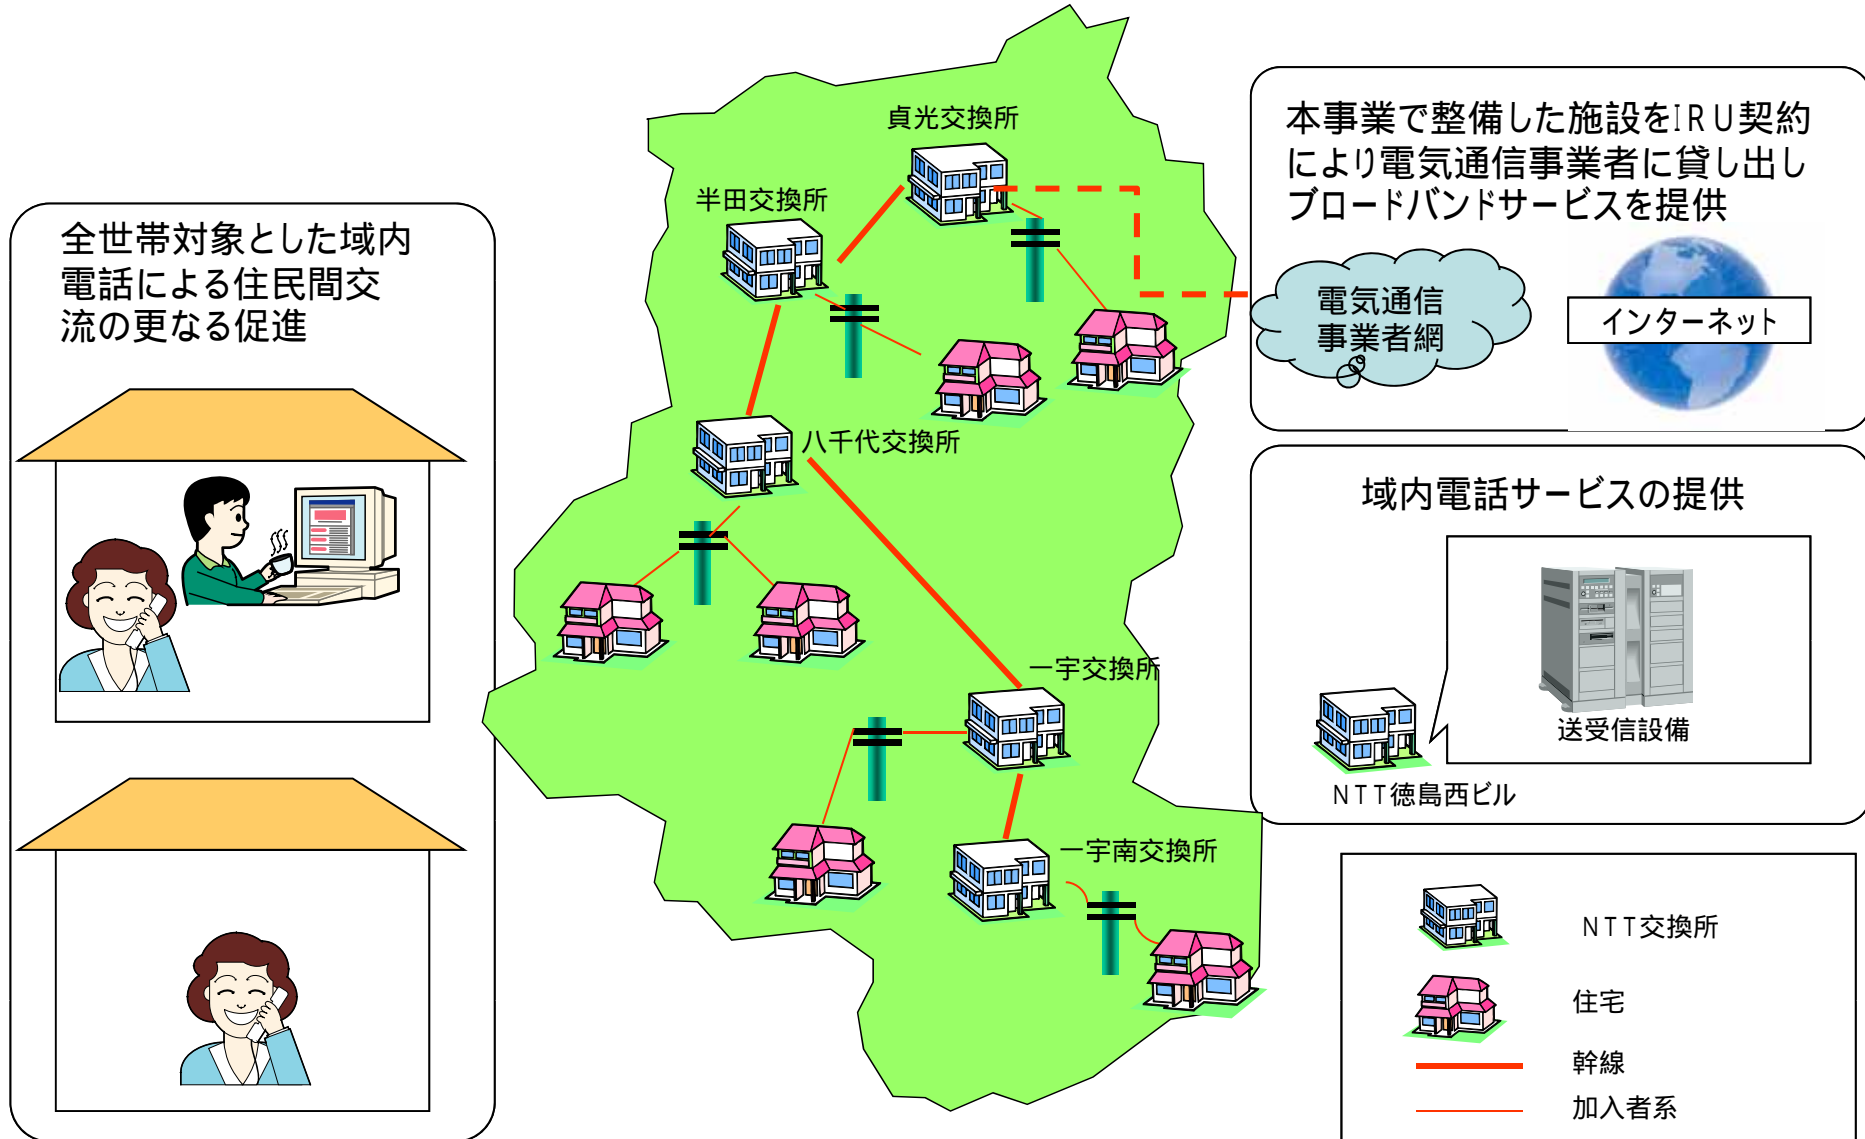 全世帯対象とした域内
電話による住民間交
流の更なる促進
貞光交換所
半田交換所
八千代交換所
一宇交換所
一宇南交換所
本事業で整備した施設をIRU契約
により電気通信事業者に貸し出し
ブロードバンドサービスを提供
電気通信
事業者網
インターネット
域内電話サービスの提供
送受信設備
NTT徳島西ビル
NTT交換所
住宅
幹線
加入者系